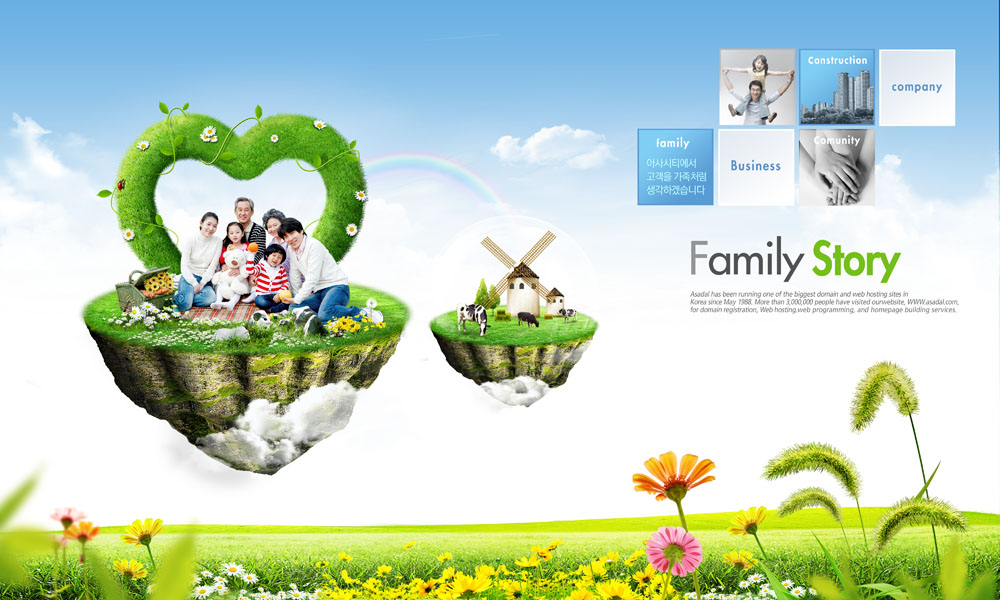 Construction
company
family
아사시티에서
고객을 가족처럼
생각하겠습니다
Business
Comunity
Family Story
Asadal has been running one of the biggest domain and web hosting sites in
Korea since May 1988. More than 3,000,000 people have visited ourwebsite, WWW.asadal.com,
for domain registration, Web hosting,web programming, and homepage building services.